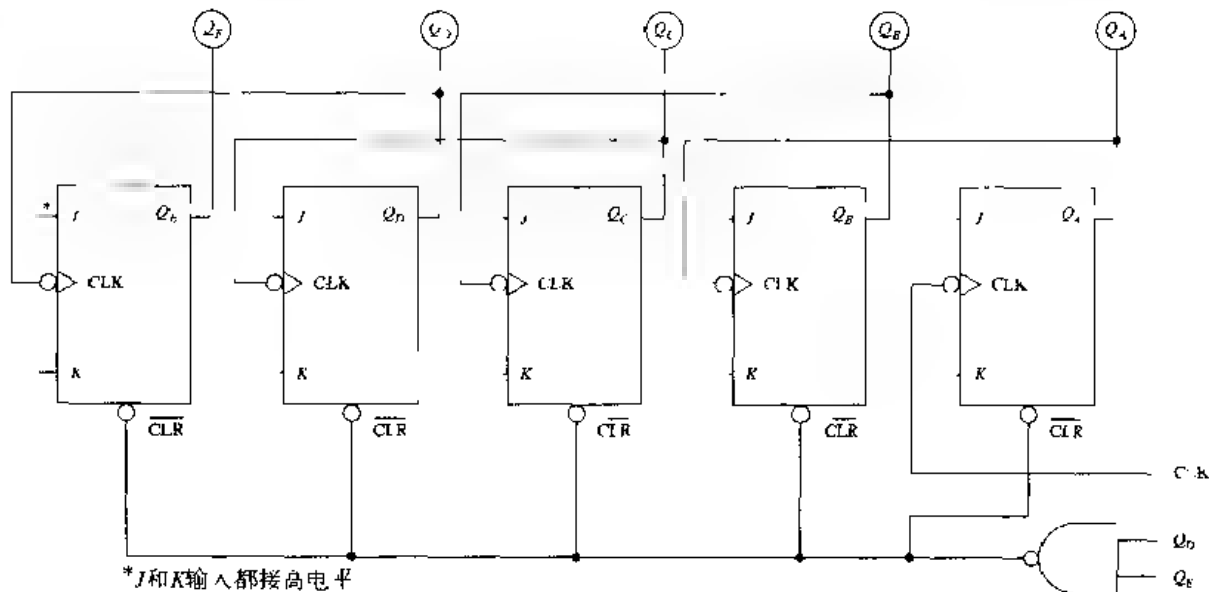 Q_C Q_B Q_A
J Q_D J Q_C J Q_B J Q_A
CLK CLK CLK CLK CLK
K K K K K
CLR CLR CLR CLR CLR
CLK
Q_D
Q_E
*J和K输入都接高电平